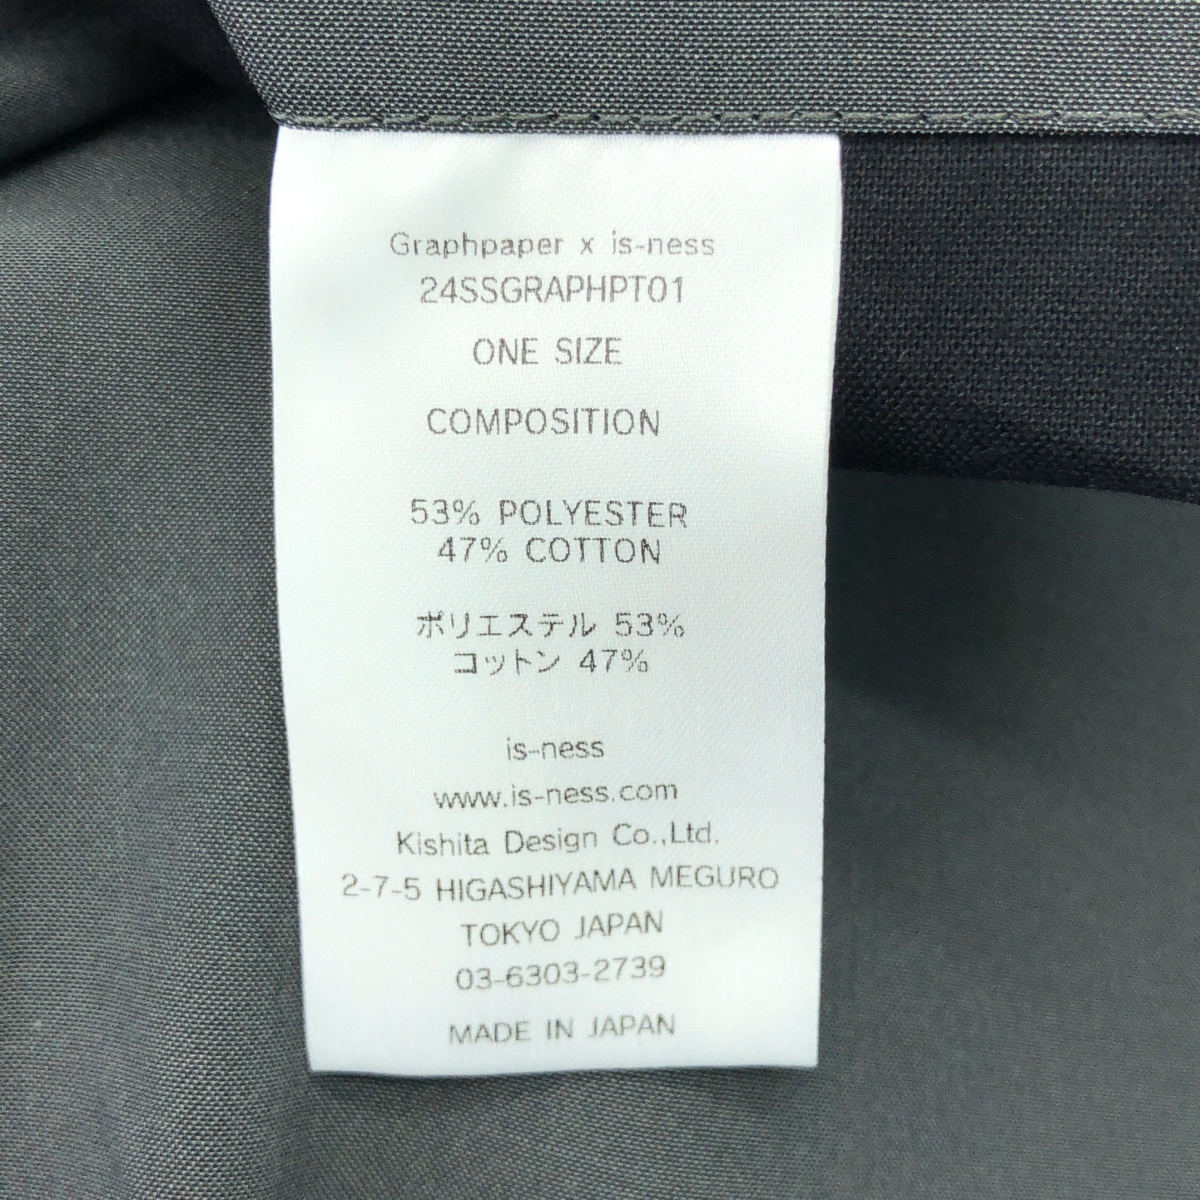 Graphpaper x is-ness
24SSGRAPHPT01
ONE SIZE
COMPOSITION
53% POLYESTER
47% COTTON
ポリエステル 53%
コットン 47%
is-ness
www.is-ness.com
Kishita Design Co.,Ltd.
2-7-5 HIGASHIYAMA MEGURO
TOKYO JAPAN
03-6303-2739
MADE IN JAPAN